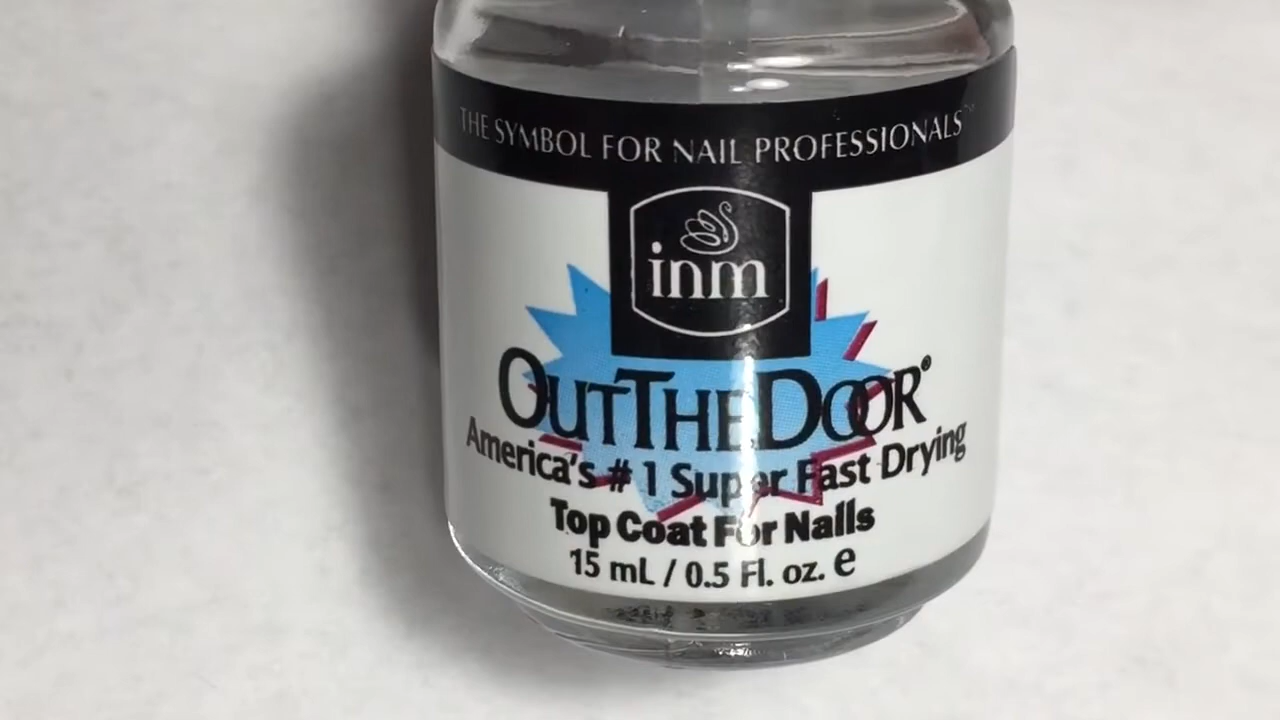 THE SYMBOL FOR NAIL PROFESSIONALS™
inm
OUTTHEDOOR®
America's #1 Super Fast Drying
Top Coat For Nails
15 mL / 0.5 Fl. oz. e